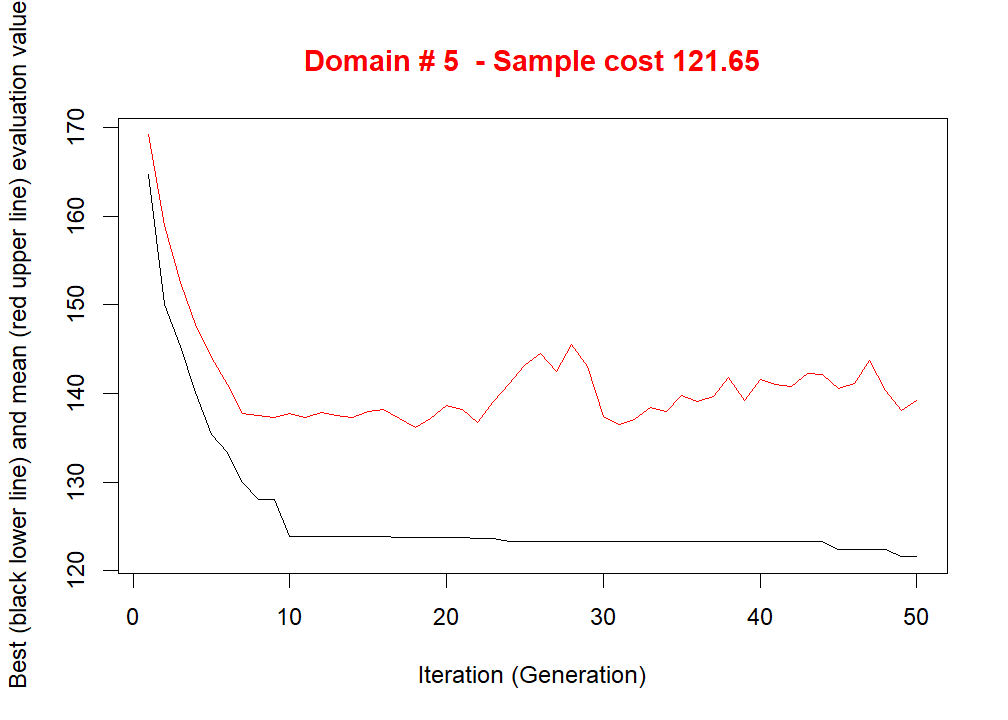 Domain # 5  - Sample cost 121.65
Best (black lower line) and mean (red upper line) evaluation value
170
160
150
140
130
120
0 10 20 30 40 50
Iteration (Generation)